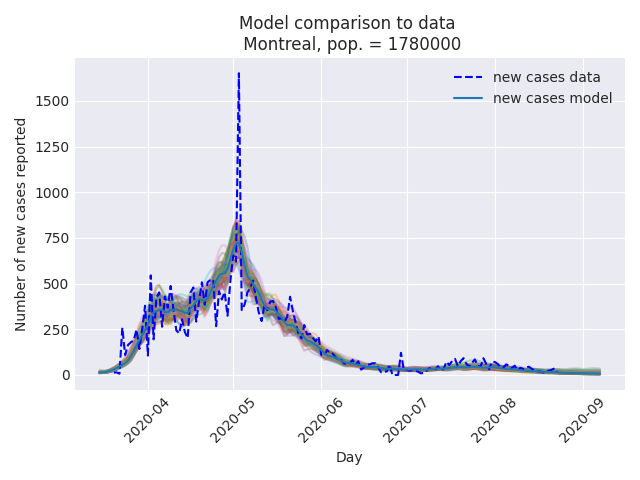 Model comparison to data
Montreal, pop. = 1780000
new cases data
new cases model
Number of new cases reported
1500
1250
1000
750
500
250
0
2020-04
2020-05
2020-06
2020-07
2020-08
2020-09
Day